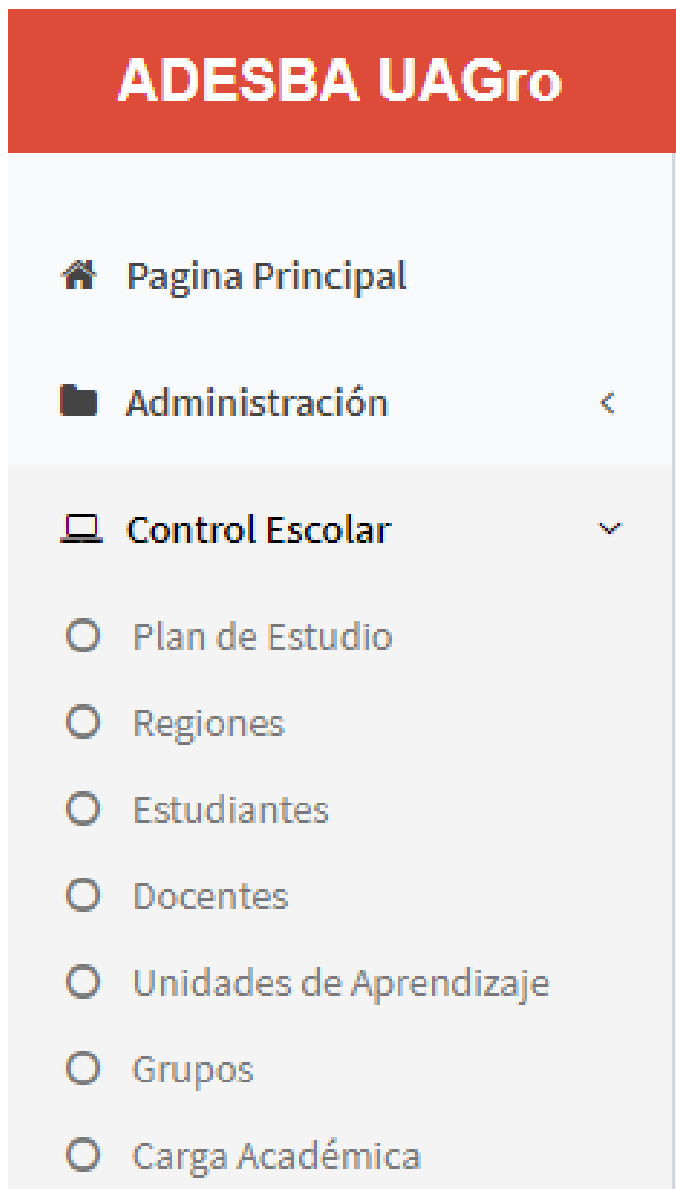 ADESBA UAGro
Pagina Principal
Administración
Control Escolar
Plan de Estudio
Regiones
Estudiantes
Docentes
Unidades de Aprendizaje
Grupos
Carga Académica